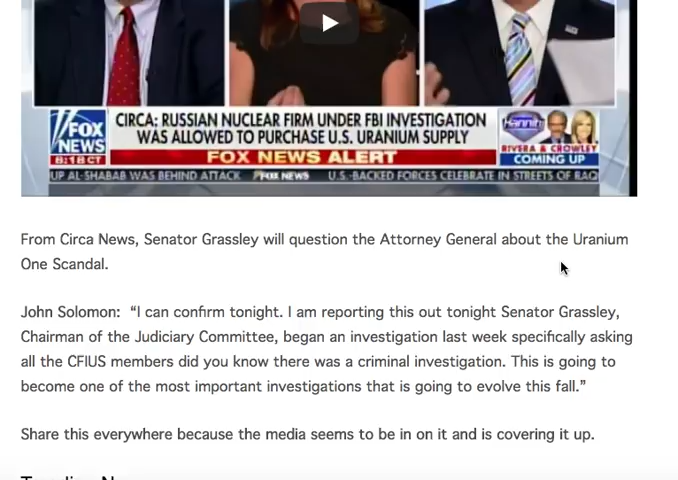 FOX
NEWS
8:18 CT
CIRCA: RUSSIAN NUCLEAR FIRM UNDER FBI INVESTIGATION
WAS ALLOWED TO PURCHASE U.S. URANIUM SUPPLY
FOX NEWS ALERT
Hannity
RIVERA & CROWLEY
COMING UP
UP AL-SHABAB WAS BEHIND ATTACK FOX NEWS U.S.-BACKED FORCES CELEBRATE IN STREETS OF RAQ
From Circa News, Senator Grassley will question the Attorney General about the Uranium
One Scandal.
John Solomon:  “I can confirm tonight. I am reporting this out tonight Senator Grassley,
Chairman of the Judiciary Committee, began an investigation last week specifically asking
all the CFIUS members did you know there was a criminal investigation. This is going to
become one of the most important investigations that is going to evolve this fall.”
Share this everywhere because the media seems to be in on it and is covering it up.